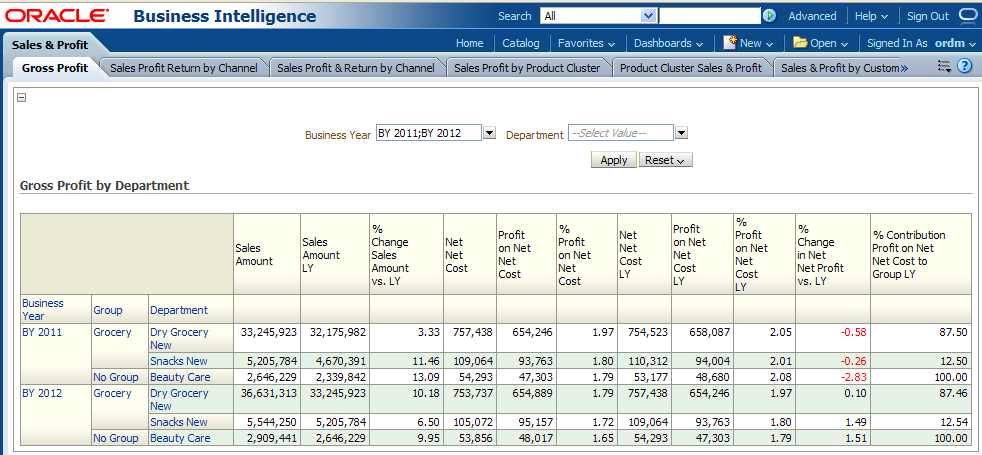 ORACLE Business Intelligence Search All Advanced Help Sign Out
Sales & Profit Home Catalog Favorites Dashboards New Open Signed In As ordm
Gross Profit Sales Profit Return by Channel Sales Profit & Return by Channel Sales Profit by Product Cluster Product Cluster Sales & Profit Sales & Profit by Custom»
Business Year BY 2011;BY 2012 Department --Select Value--
Apply Reset
Gross Profit by Department
Sales Amount Sales Amount LY % Change Sales Amount vs. LY Net Net Cost Profit on Net Net Cost % Profit on Net Net Cost Net Net Cost LY Profit on Net Net Cost LY % Profit on Net Net Cost LY % Change in Net Net Profit vs. LY % Contribution Profit on Net Net Cost to Group LY
Business Year Group Department
BY 2011 Grocery Dry Grocery New 33,245,923 32,175,982 3.33 757,438 654,246 1.97 754,523 658,087 2.05 -0.58 87.50
Snacks New 5,205,784 4,670,391 11.46 109,064 93,763 1.80 110,312 94,004 2.01 -0.26 12.50
No Group Beauty Care 2,646,229 2,339,842 13.09 54,293 47,303 1.79 53,177 48,680 2.08 -2.83 100.00
BY 2012 Grocery Dry Grocery New 36,631,313 33,245,923 10.18 753,737 654,889 1.79 757,438 654,246 1.97 0.10 87.46
Snacks New 5,544,250 5,205,784 6.50 105,072 95,157 1.72 109,064 93,763 1.80 1.49 12.54
No Group Beauty Care 2,909,441 2,646,229 9.95 53,856 48,017 1.65 54,293 47,303 1.79 1.51 100.00